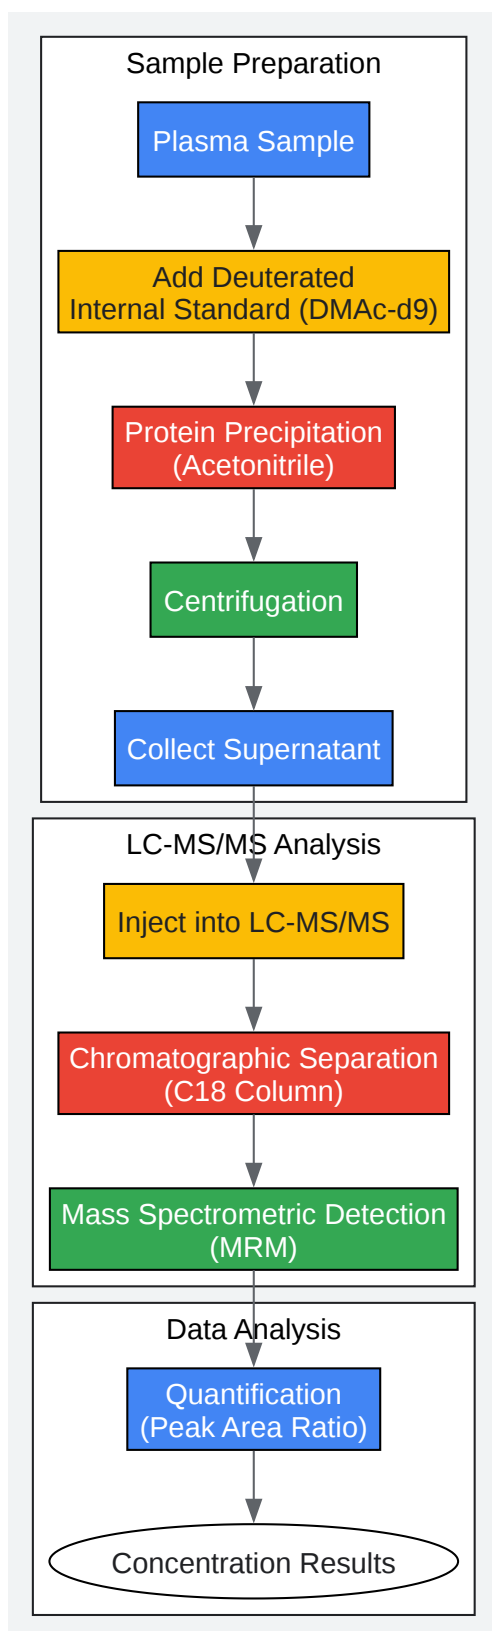 Sample Preparation
Plasma Sample
Add Deuterated
Internal Standard (DMAc-d9)
Protein Precipitation
(Acetonitrile)
Centrifugation
Collect Supernatant
LC-MS/MS Analysis
Inject into LC-MS/MS
Chromatographic Separation
(C18 Column)
Mass Spectrometric Detection
(MRM)
Data Analysis
Quantification
(Peak Area Ratio)
Concentration Results